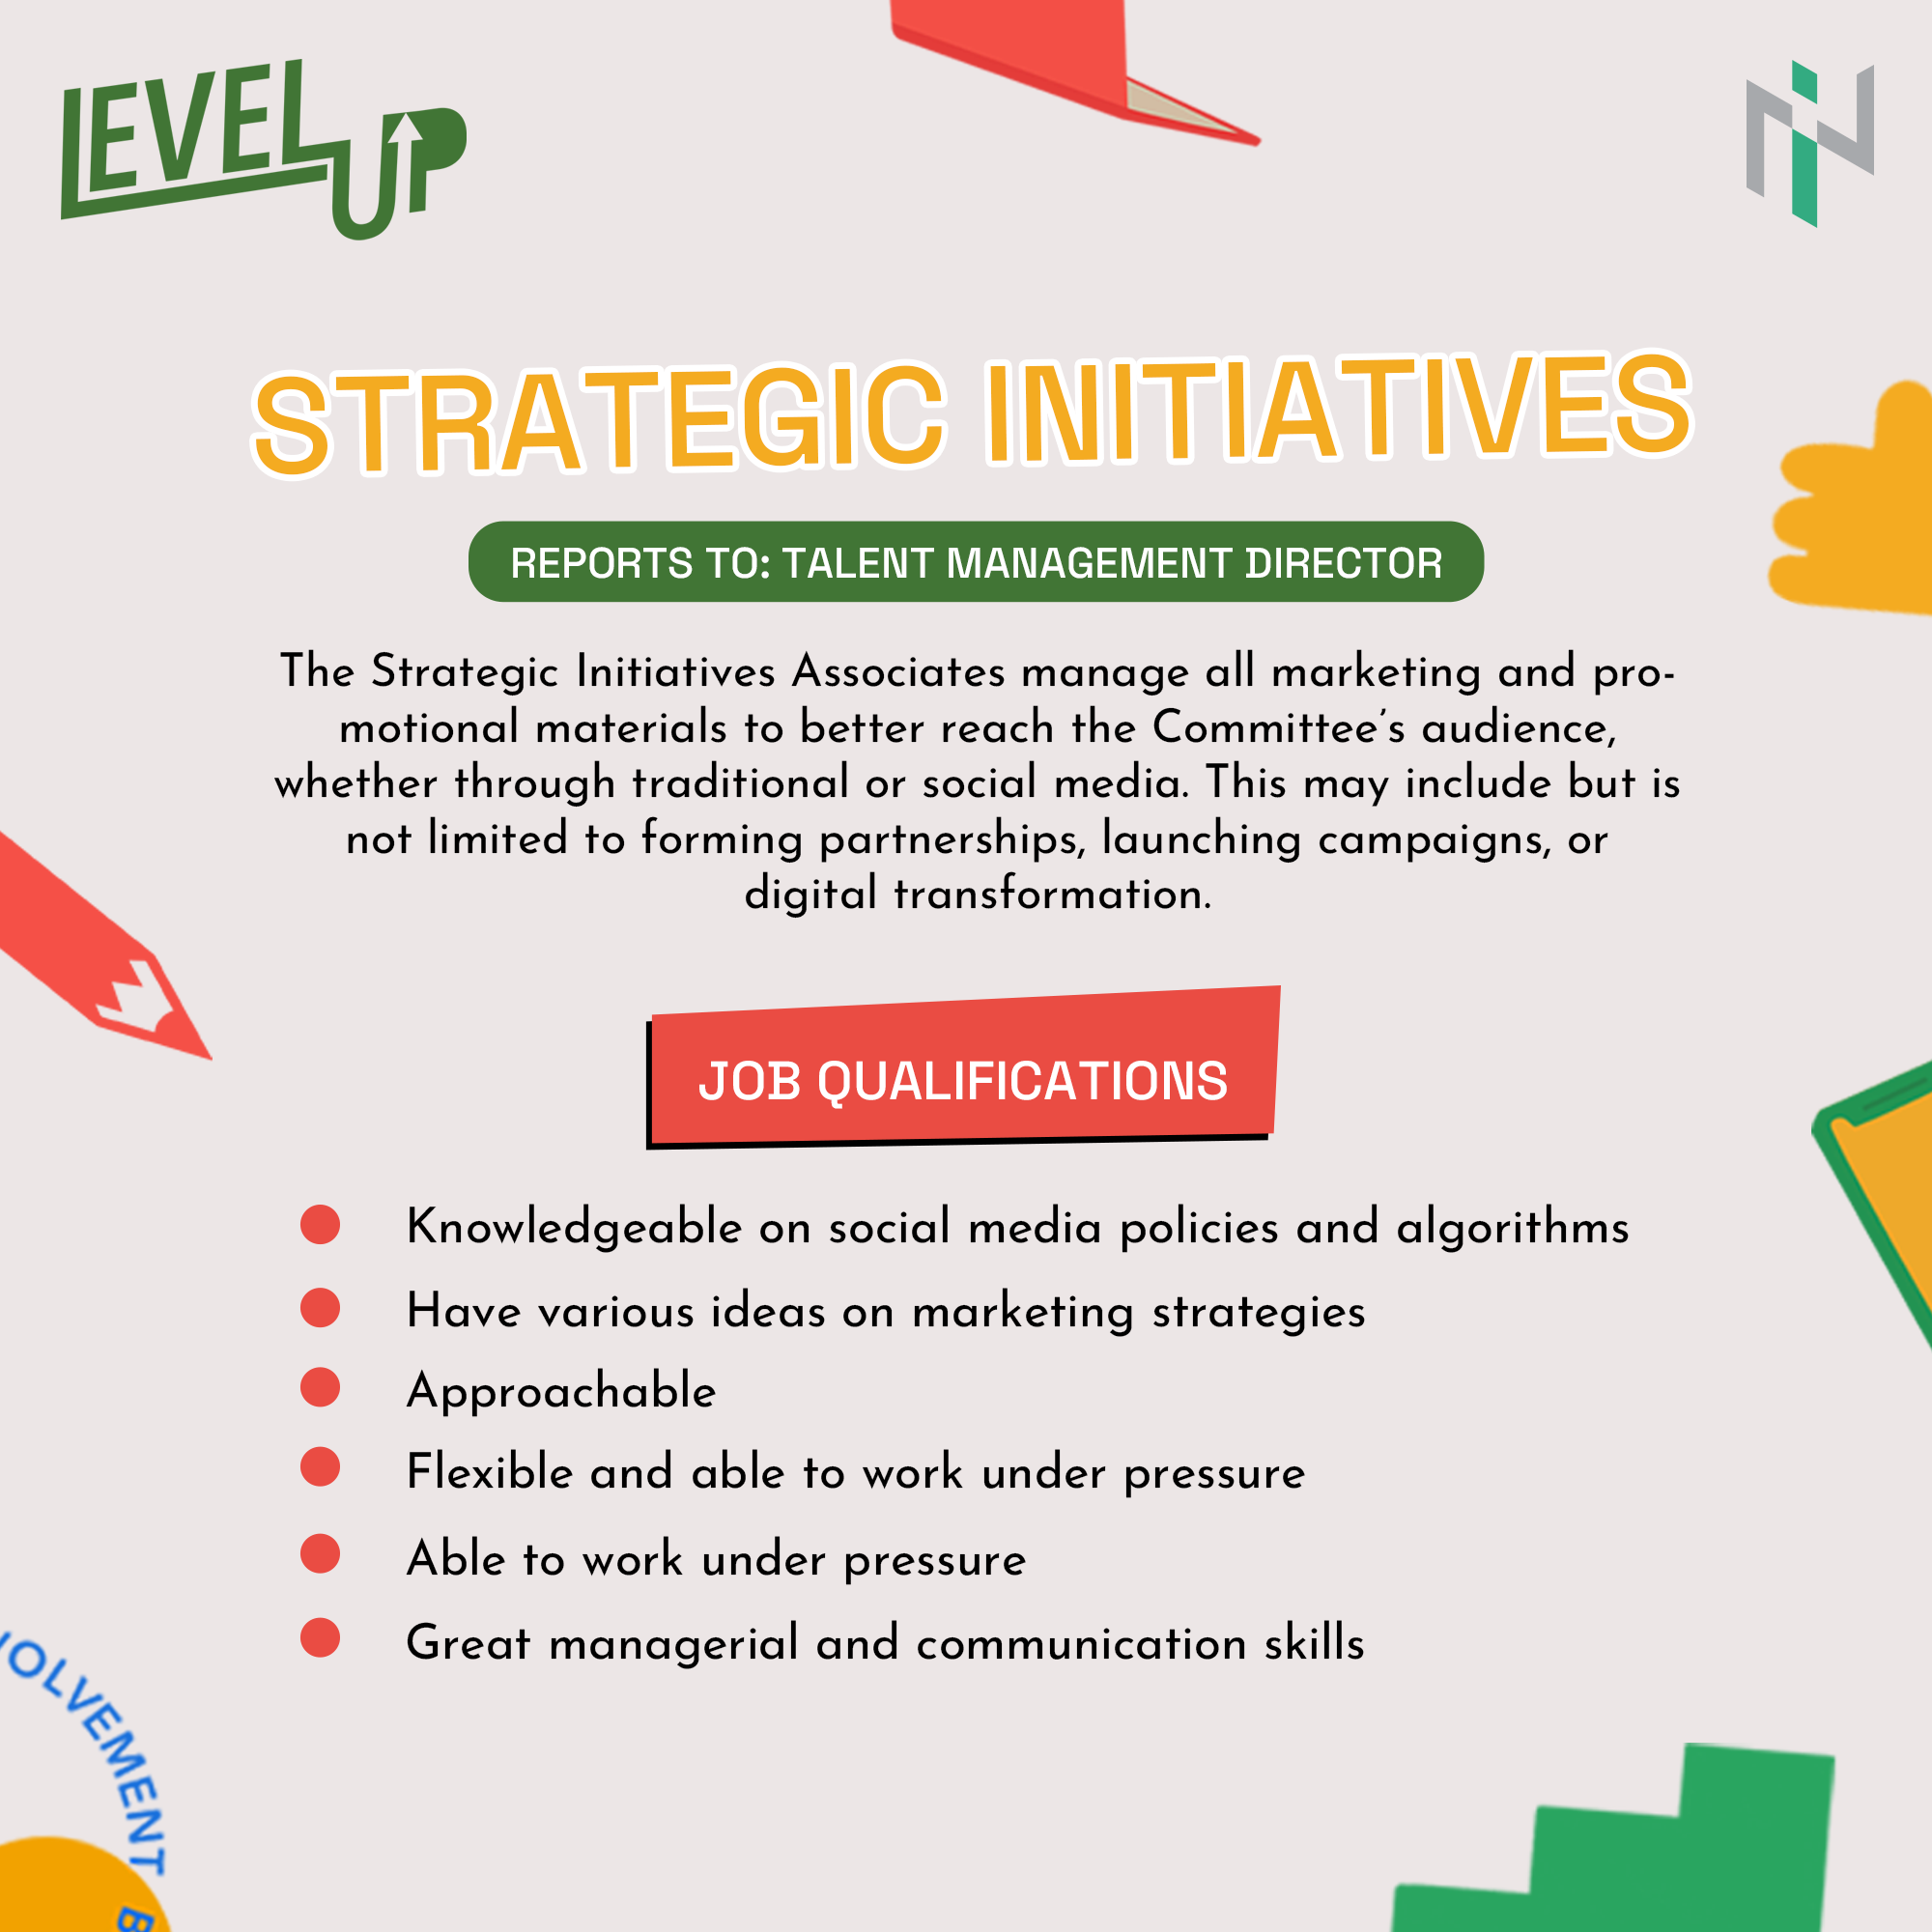 LEVEL
UP
STRATEGIC INITIATIVES
REPORTS TO: TALENT MANAGEMENT DIRECTOR
The Strategic Initiatives Associates manage all marketing and pro-
motional materials to better reach the Committee’s audience,
whether through traditional or social media. This may include but is
not limited to forming partnerships, launching campaigns, or
digital transformation.
JOB QUALIFICATIONS
Knowledgeable on social media policies and algorithms
Have various ideas on marketing strategies
Approachable
Flexible and able to work under pressure
Able to work under pressure
Great managerial and communication skills
OLVEMENT B